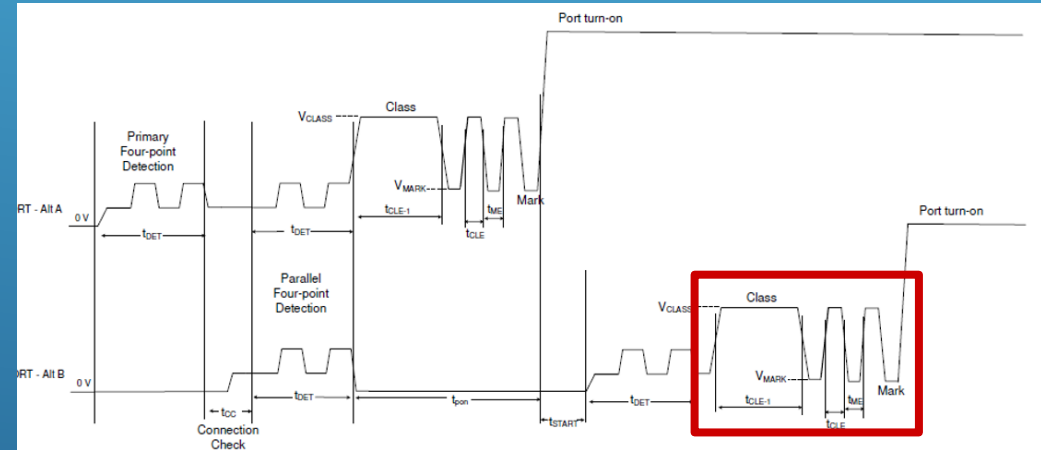 Port turn-on
Class
VCLASS
Primary
Four-point
Detection
VMARK
Mark
RT - Alt A
0 V
tDET
tDET
tCLE-1
tME
tCLE
Port turn-on
Parallel
Four-point
Detection
VCLASS
Class
ORT - Alt B
0 V
VMARK
Mark
tCC
tDET
tpon
tSTART
tDET
tCLE-1
tME
tCLE
Connection
Check